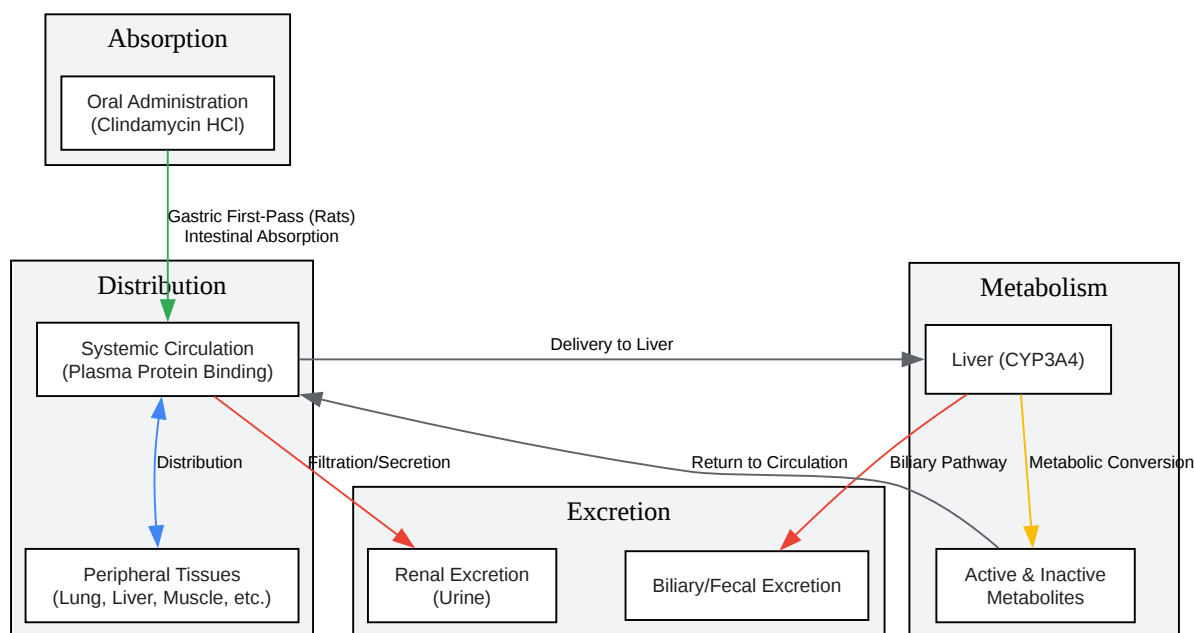 Absorption
Oral Administration
(Clindamycin HCl)
Gastric First-Pass (Rats)
Intestinal Absorption
Distribution
Metabolism
Systemic Circulation
(Plasma Protein Binding)
Delivery to Liver
Liver (CYP3A4)
Distribution
Filtration/Secretion
Return to Circulation
Biliary Pathway
Metabolic Conversion
Excretion
Peripheral Tissues
(Lung, Liver, Muscle, etc.)
Renal Excretion
(Urine)
Biliary/Fecal Excretion
Active & Inactive
Metabolites